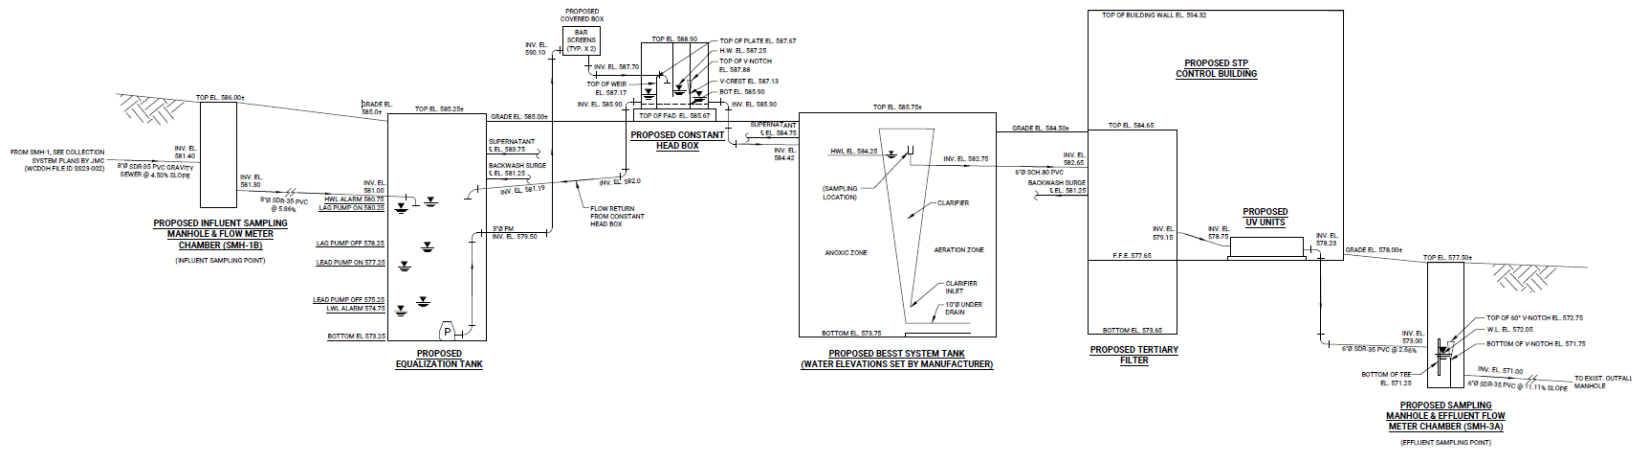 FROM SMH-1, SEE COLLECTION
SYSTEM PLANS BY JMC
(WCDOH FILE ID SS23-002)
8"Ø SDR-35 PVC GRAVITY
SEWER @ 4.50% SLOPE
INV. EL.
581.40
TOP EL. 586.00±
INV. EL.
581.30
8"Ø SDR-35 PVC
@ 5.86%
PROPOSED INFLUENT SAMPLING
MANHOLE & FLOW METER
CHAMBER (SMH-1B)
(INFLUENT SAMPLING POINT)
GRADE EL.
585.0±
TOP EL. 585.25±
INV. EL.
581.00
HWL ALARM 580.75
LAG PUMP ON 580.25
LAG PUMP OFF 578.25
LEAD PUMP ON 577.25
LEAD PUMP OFF 575.25
LWL ALARM 574.75
BOTTOM EL. 573.25
P
PROPOSED
EQUALIZATION TANK
GRADE EL. 585.00±
SUPERNATANT
℄ EL. 583.75
BACKWASH SURGE
℄ EL. 581.25
INV. EL. 581.19
INV. EL. 582.0
3"Ø FM
INV. EL. 579.50
FLOW RETURN
FROM CONSTANT
HEAD BOX
PROPOSED
COVERED BOX
BAR
SCREENS
(TYP. X 2)
INV. EL.
590.10
INV. EL. 587.70
TOP EL. 588.90
TOP OF WEIR
EL. 587.17
INV. EL. 585.90
TOP OF PLATE EL. 587.67
H.W. EL. 587.25
TOP OF V-NOTCH
EL. 587.88
V-CREST EL. 587.13
BOT EL. 585.90
INV. EL. 585.90
TOP OF PAD EL. 585.67
PROPOSED CONSTANT
HEAD BOX
SUPERNATANT
℄ EL. 584.75
INV. EL.
584.42
TOP EL. 585.75±
HWL EL. 584.25
INV. EL. 582.75
(SAMPLING
LOCATION)
CLARIFIER
ANOXIC ZONE
AERATION ZONE
CLARIFIER
INLET
10"Ø UNDER
DRAIN
BOTTOM EL. 573.75
PROPOSED BESST SYSTEM TANK
(WATER ELEVATIONS SET BY MANUFACTURER)
GRADE EL. 584.50±
INV. EL.
582.65
6"Ø SCH.80 PVC
BACKWASH SURGE
℄ EL. 581.25
TOP OF BUILDING WALL EL. 594.32
PROPOSED STP
CONTROL BUILDING
TOP EL. 584.65
INV. EL.
579.15
INV. EL.
578.75
PROPOSED
UV UNITS
INV. EL.
578.23
F.F.E. 577.65
BOTTOM EL. 573.65
PROPOSED TERTIARY
FILTER
GRADE EL. 578.00±
TOP EL. 577.50±
INV. EL.
573.00
6"Ø SDR-35 PVC @ 2.66%
TOP OF 60° V-NOTCH EL. 572.75
W.L. EL. 572.05
BOTTOM OF V-NOTCH EL. 571.75
BOTTOM OF TEE
EL. 571.25
INV. EL. 571.00
6"Ø SDR-35 PVC @ 11.11% SLOPE
TO EXIST. OUTFALL
MANHOLE
PROPOSED SAMPLING
MANHOLE & EFFLUENT FLOW
METER CHAMBER (SMH-3A)
(EFFLUENT SAMPLING POINT)